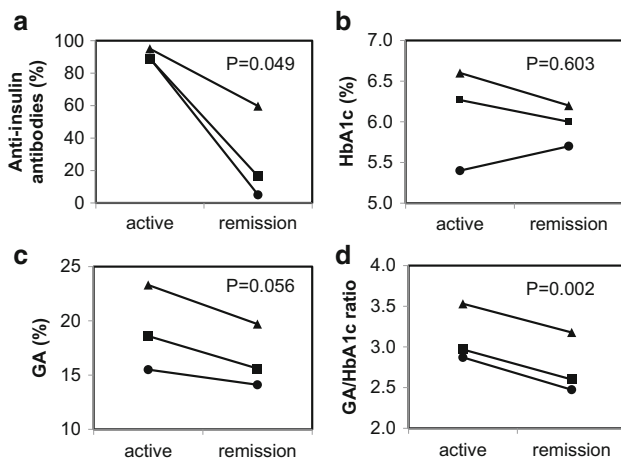 a
Anti-insulin
antibodies (%)
100
80
60
40
20
0
P=0.049
active remission
b
HbA1c (%)
7.0
6.5
6.0
5.5
5.0
P=0.603
active remission
c
GA (%)
25
20
15
10
P=0.056
active remission
d
GA/HbA1c ratio
4.0
3.5
3.0
2.5
2.0
P=0.002
active remission